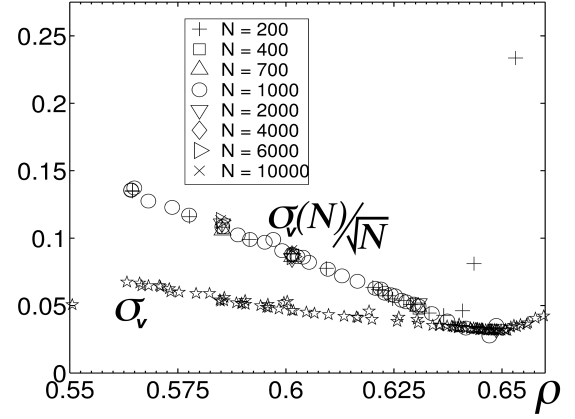 0.25
0.2
0.15
0.1
0.05
0
0.55 0.575 0.6 0.625 0.65 ρ
+ N = 200
□ N = 400
△ N = 700
○ N = 1000
▽ N = 2000
◇ N = 4000
▷ N = 6000
× N = 10000
σᵥ(N)/√N
σᵥ